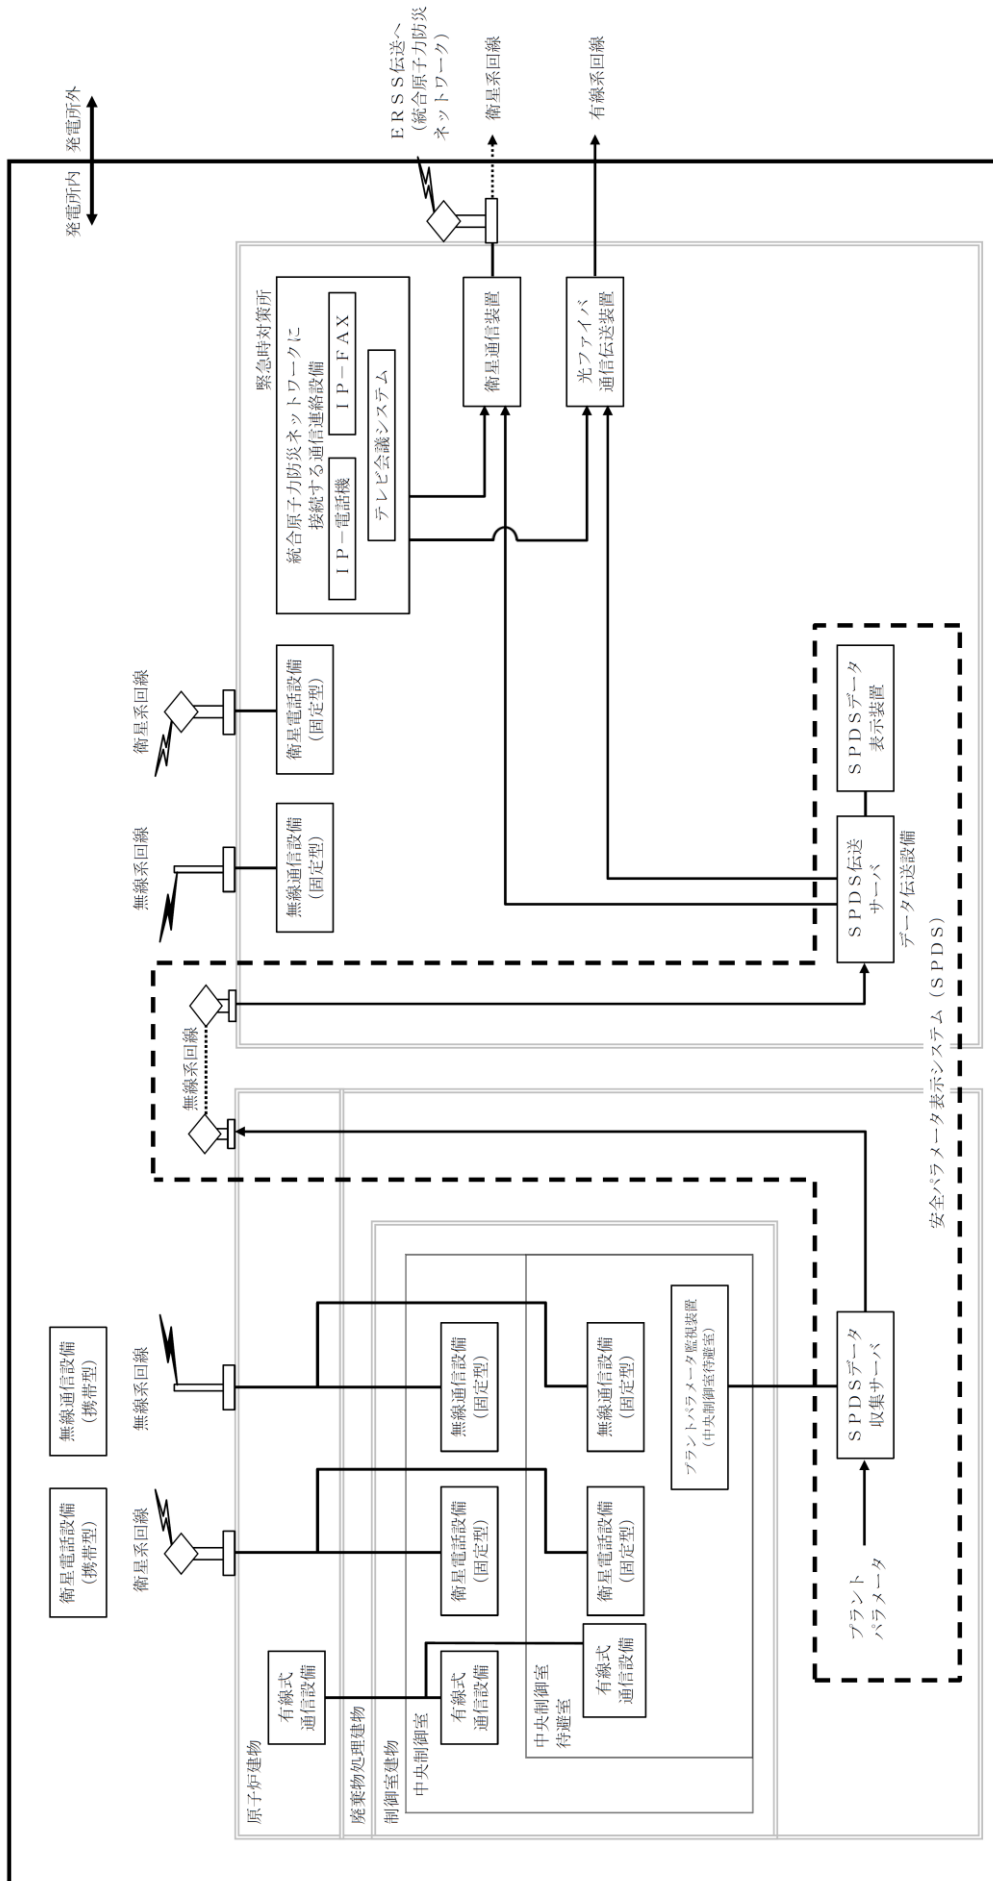 発電所内
発電所外
ERSS伝送へ
(統合原子力防災
ネットワーク)
衛星系回線
有線系回線
衛星電話設備
(携帯型)
無線通信設備
(携帯型)
衛星系回線
無線系回線
無線系回線
無線系回線
衛星系回線
原子炉建物
有線式
通信設備
廃棄物処理建物
制御室建物
中央制御室
有線式
通信設備
衛星電話設備
(固定型)
無線通信設備
(固定型)
中央制御室
待避室
有線式
通信設備
衛星電話設備
(固定型)
無線通信設備
(固定型)
プラントパラメータ監視装置
(中央制御室待避室)
プラント
パラメータ
SPDSデータ
収集サーバ
安全パラメータ表示システム(SPDS)
無線通信設備
(固定型)
衛星電話設備
(固定型)
緊急時対策所
統合原子力防災ネットワークに
接続する通信連絡設備
IP-電話機
IP-FAX
テレビ会議システム
衛星通信装置
光ファイバ
通信伝送装置
SPDS伝送
サーバ
データ伝送設備
SPDSデータ
表示装置